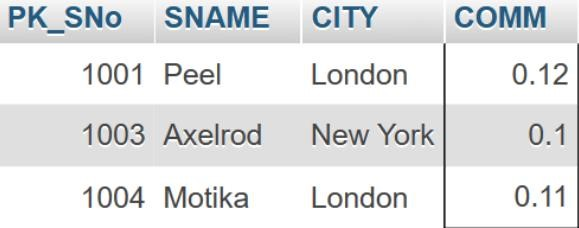 PK_SNo SNAME CITY COMM
1001 Peel London 0.12
1003 Axelrod New York 0.1
1004 Motika London 0.11